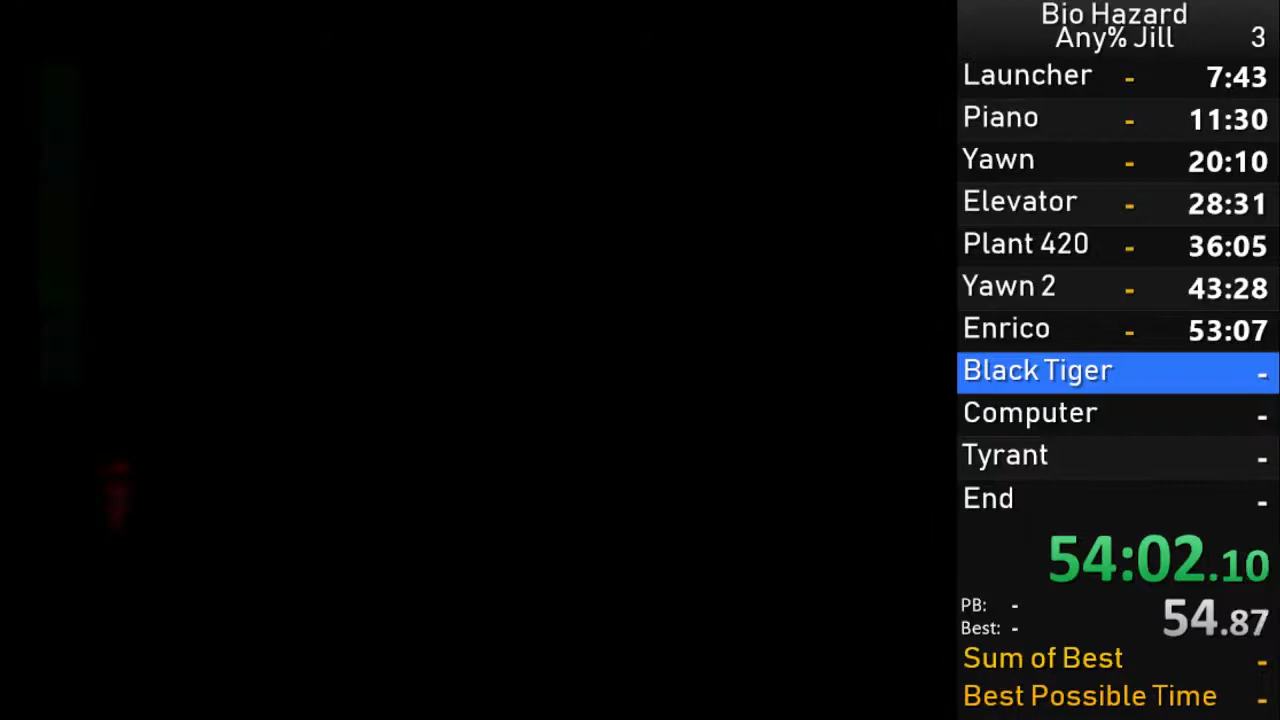 Bio Hazard
Any% Jill 3
Launcher - 7:43
Piano - 11:30
Yawn - 20:10
Elevator - 28:31
Plant 420 - 36:05
Yawn 2 - 43:28
Enrico - 53:07
Black Tiger -
Computer -
Tyrant -
End -
54:02.10
PB: - 54.87
Best: -
Sum of Best -
Best Possible Time -